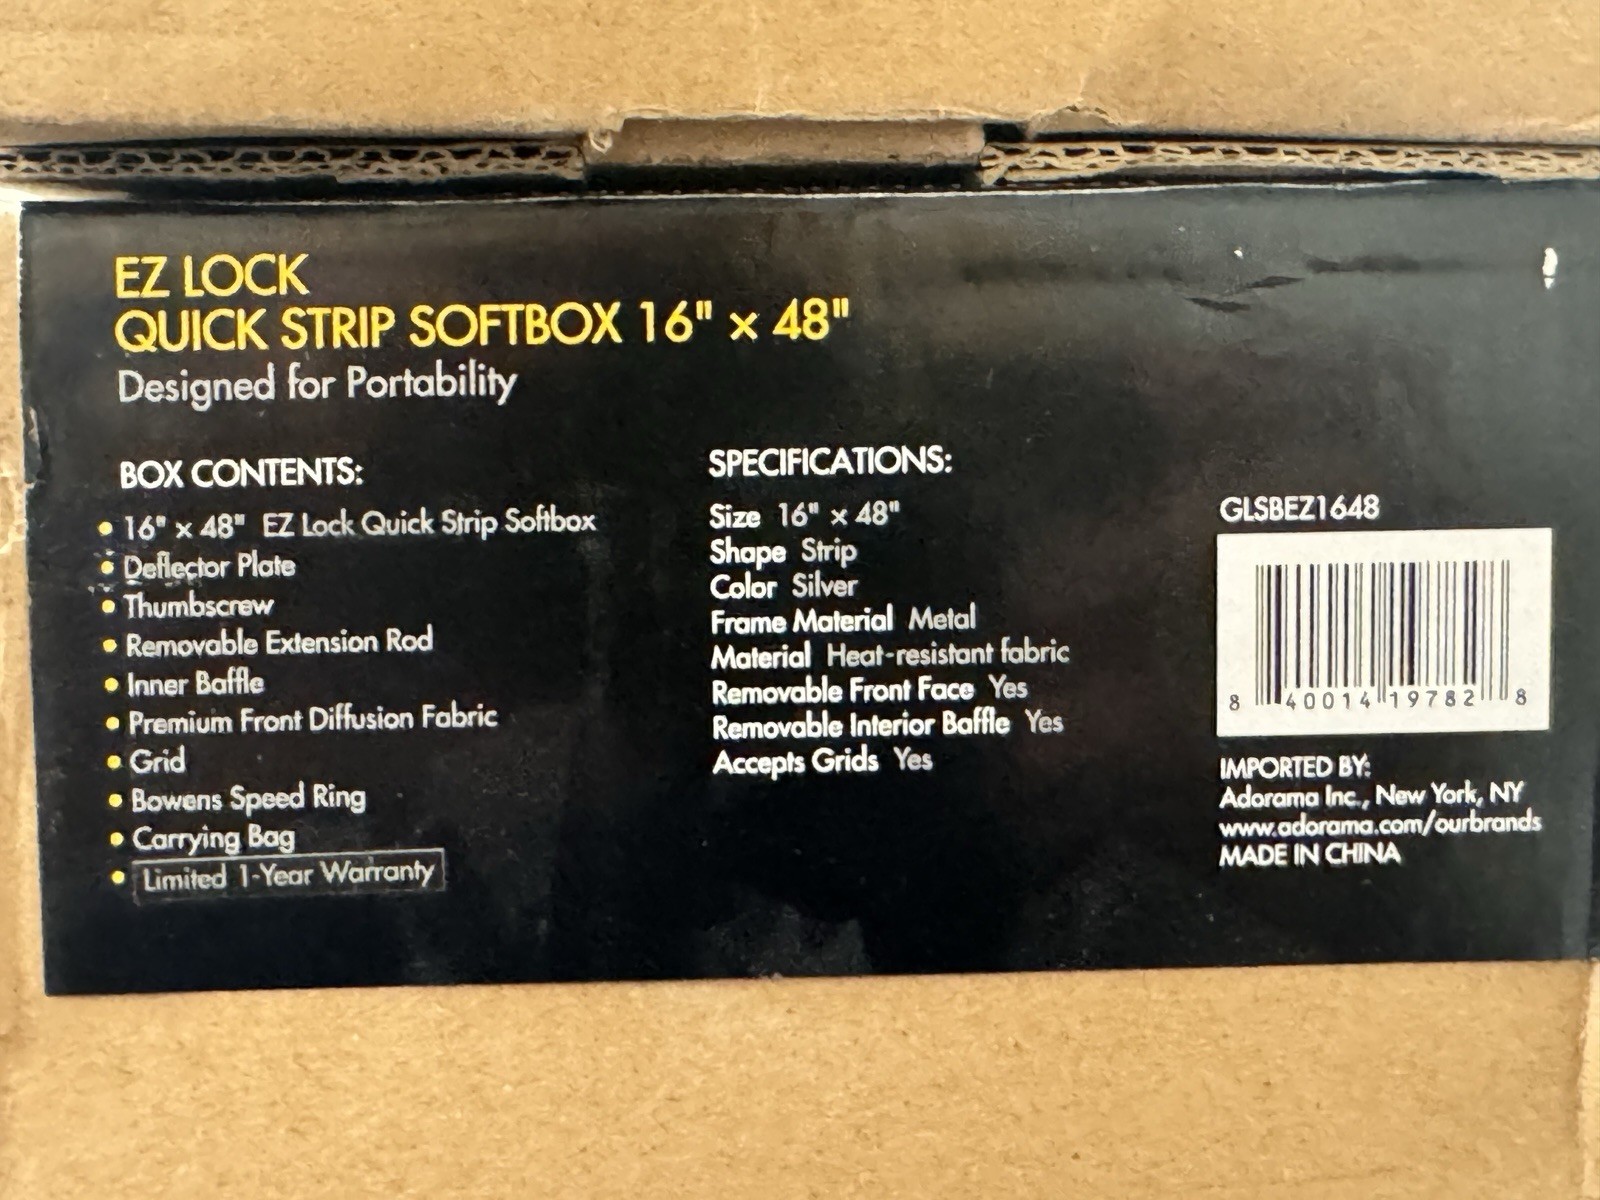 EZ LOCK
QUICK STRIP SOFTBOX 16" x 48"
Designed for Portability
BOX CONTENTS:
• 16" x 48" EZ Lock Quick Strip Softbox
• Deflector Plate
• Thumbscrew
• Removable Extension Rod
• Inner Baffle
• Premium Front Diffusion Fabric
• Grid
• Bowens Speed Ring
• Carrying Bag
• Limited 1-Year Warranty
SPECIFICATIONS:
Size 16" x 48"
Shape Strip
Color Silver
Frame Material Metal
Material Heat-resistant fabric
Removable Front Face Yes
Removable Interior Baffle Yes
Accepts Grids Yes
GLSBEZ1648
8 40014 19782 8
IMPORTED BY:
Adorama Inc., New York, NY
www.adorama.com/ourbrands
MADE IN CHINA